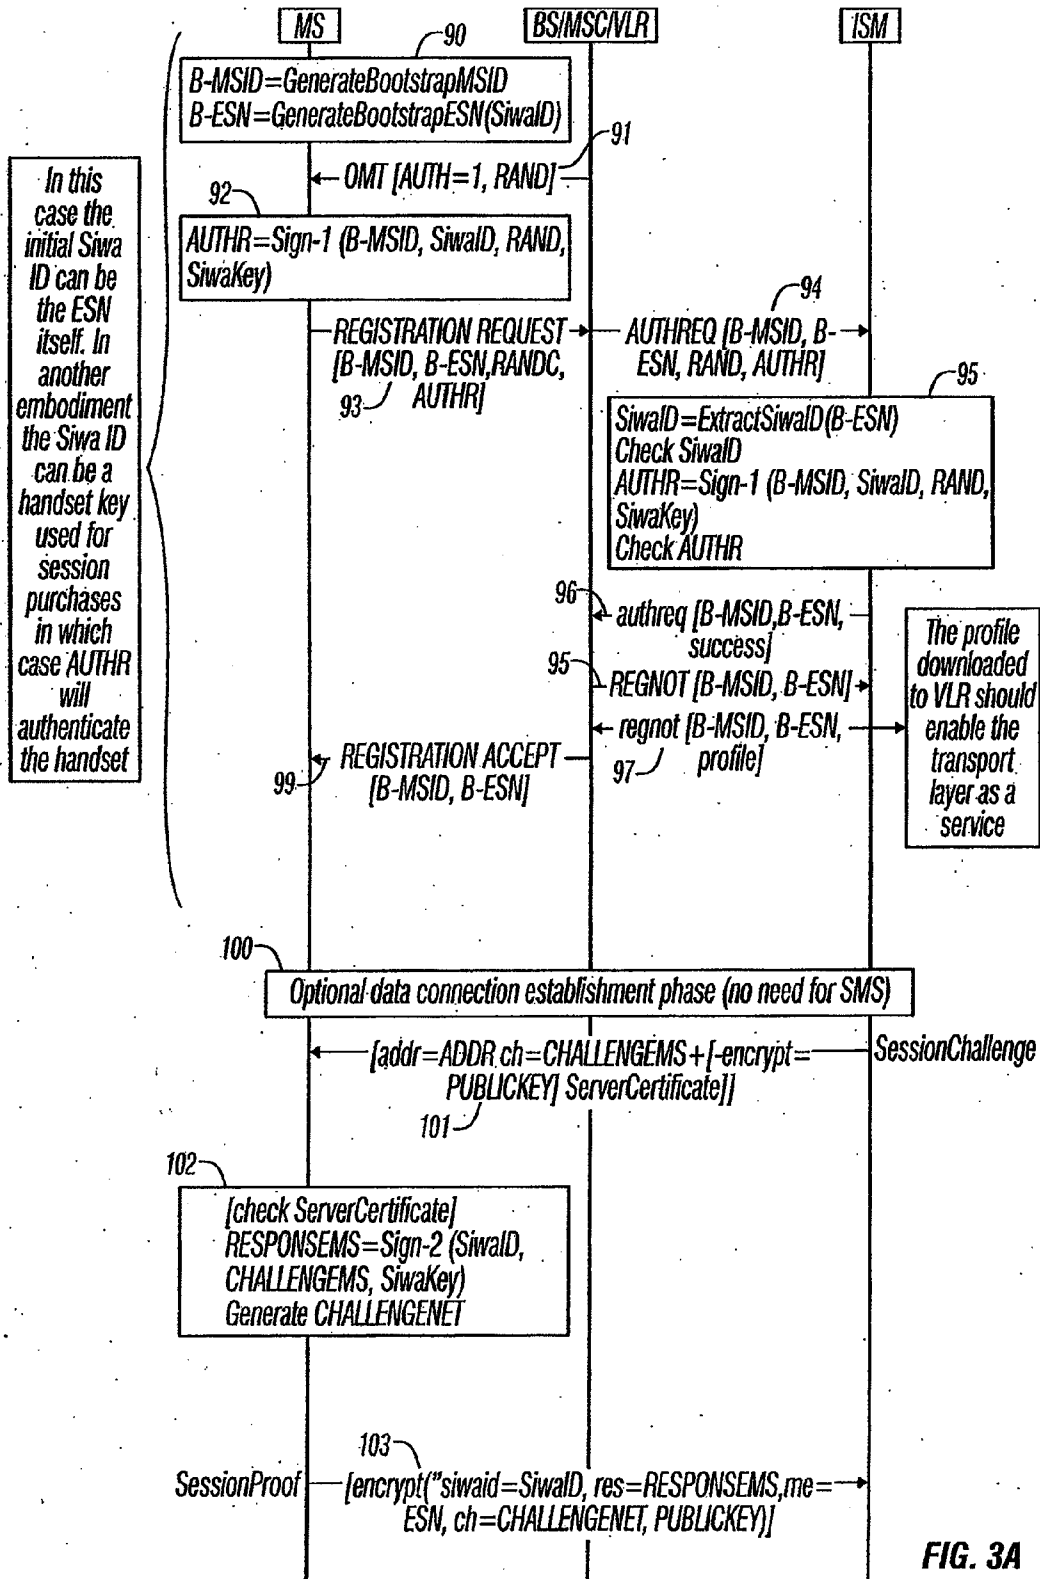 MS
BS/MSC/VLR
ISM
90
B-MSID=GenerateBootstrapMSID
B-ESN=GenerateBootstrapESN(SiwaID)
91
OMT [AUTH=1, RAND]
92
AUTHR=Sign-1 (B-MSID, SiwaID, RAND,
SiwaKey)
In this
case the
initial Siwa
ID can be
the ESN
itself. In
another
embodiment
the Siwa ID
can be a
handset key
used for
session
purchases
in which
case AUTHR
will
authenticate
the handset
REGISTRATION REQUEST
[B-MSID, B-ESN,RANDC,
AUTHR]
93
94
AUTHREQ [B-MSID, B-
ESN, RAND, AUTHR]
95
SiwaID=ExtractSiwaID(B-ESN)
Check SiwaID
AUTHR=Sign-1 (B-MSID, SiwaID, RAND,
SiwaKey)
Check AUTHR
96
authreq [B-MSID,B-ESN,
success]
95
REGNOT [B-MSID, B-ESN]
regnot [B-MSID, B-ESN,
profile]
97
The profile
downloaded
to VLR should
enable the
transport
layer as a
service
REGISTRATION ACCEPT
[B-MSID, B-ESN]
99
100
Optional data connection establishment phase (no need for SMS)
[addr=ADDR ch=CHALLENGEMS+[-encrypt=
PUBLICKEY] ServerCertificate]]
SessionChallenge
101
102
[check ServerCertificate]
RESPONSEMS=Sign-2 (SiwaID,
CHALLENGEMS, SiwaKey)
Generate CHALLENGENET
103
SessionProof
[encrypt("siwaid=SiwaID, res=RESPONSEMS,me=
ESN, ch=CHALLENGENET, PUBLICKEY)]
FIG. 3A